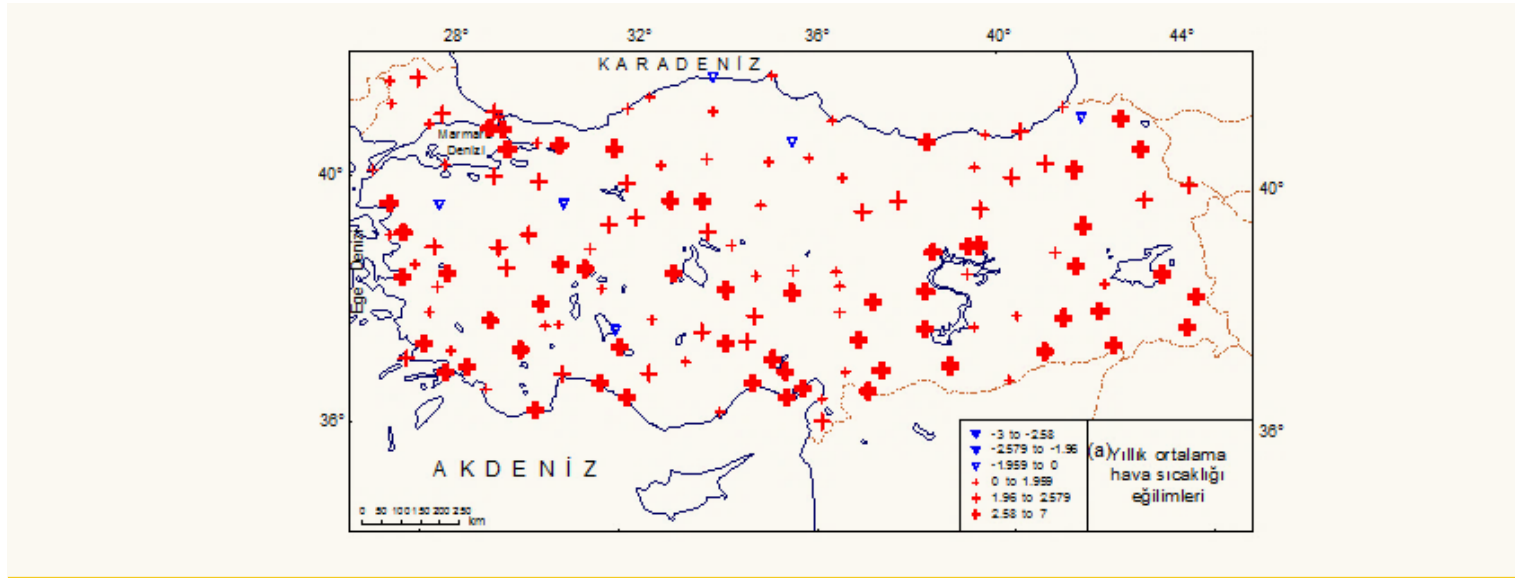 28° 32° 36° 40° 44°
K A R A D E N İ Z
Marmara
Denizi
40° 40°
Ege Denizi
36° 36°
A K D E N İ Z
0 50 100 150 200 250
km
-3 to -2.58
-2.579 to -1.96
-1.959 to 0
0 to 1.959
1.96 to 2.579
2.58 to 7
(a)
Yıllık ortalama
hava sıcaklığı
eğilimleri